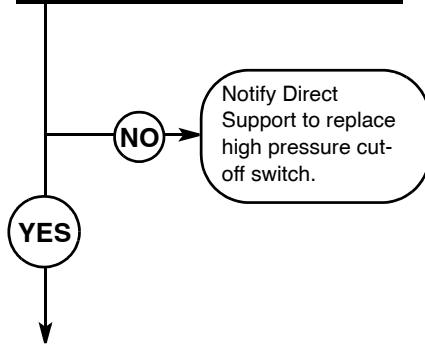 Notify Direct
Support to replace
high pressure cut-
off switch.
NO
YES